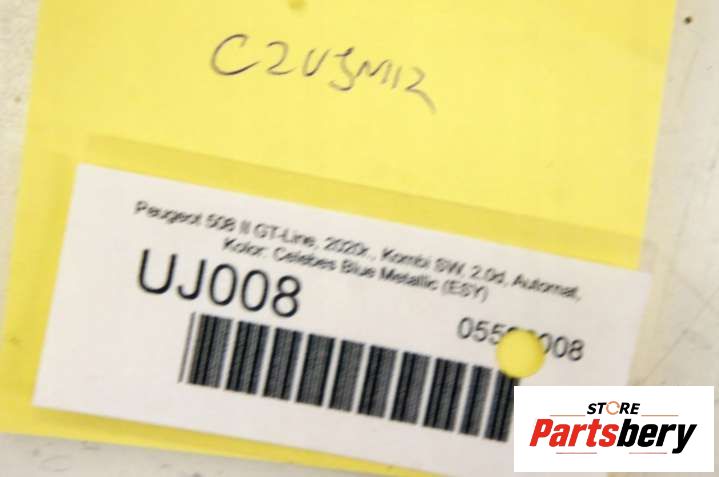 Peugeot 508 II GT-Line, 2020r., Kombi SW, 2.0d, Automat,
Kolor: Celebes Blue Metallic (ESY)
UJ008
STORE
Partsbery